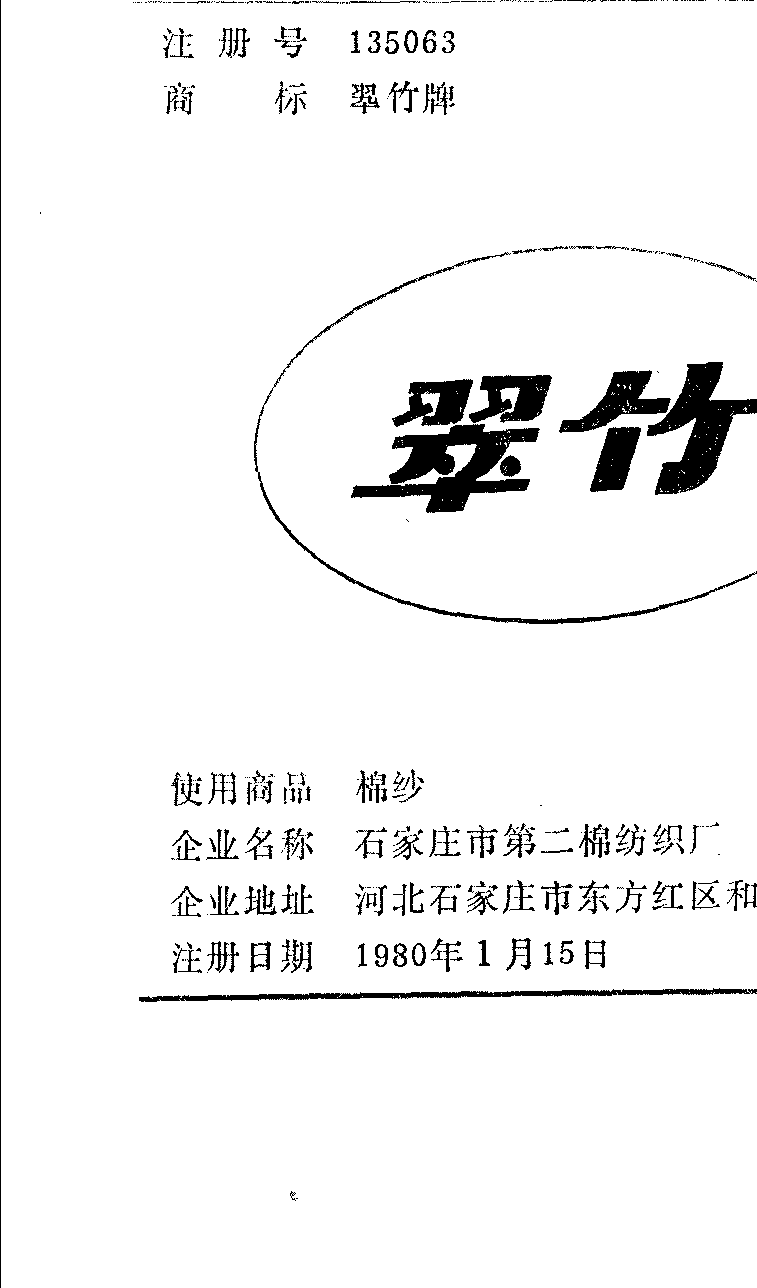 注册号 135063
商标 翠竹牌
翠竹
使用商品 棉纱
企业名称 石家庄市第二棉纺织厂
企业地址 河北石家庄市东方红区和
注册日期 1980年1月15日